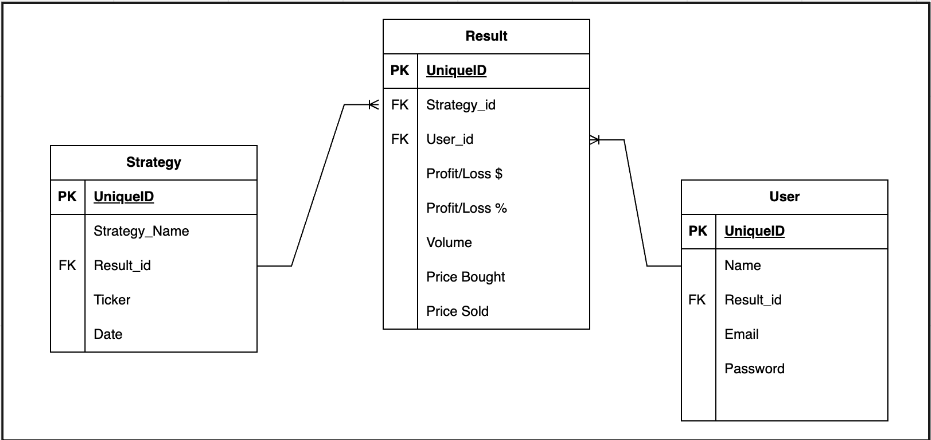 Result
PK UniqueID
FK Strategy_id
FK User_id
Profit/Loss $
Profit/Loss %
Volume
Price Bought
Price Sold
Strategy
PK UniqueID
Strategy_Name
FK Result_id
Ticker
Date
User
PK UniqueID
Name
FK Result_id
Email
Password